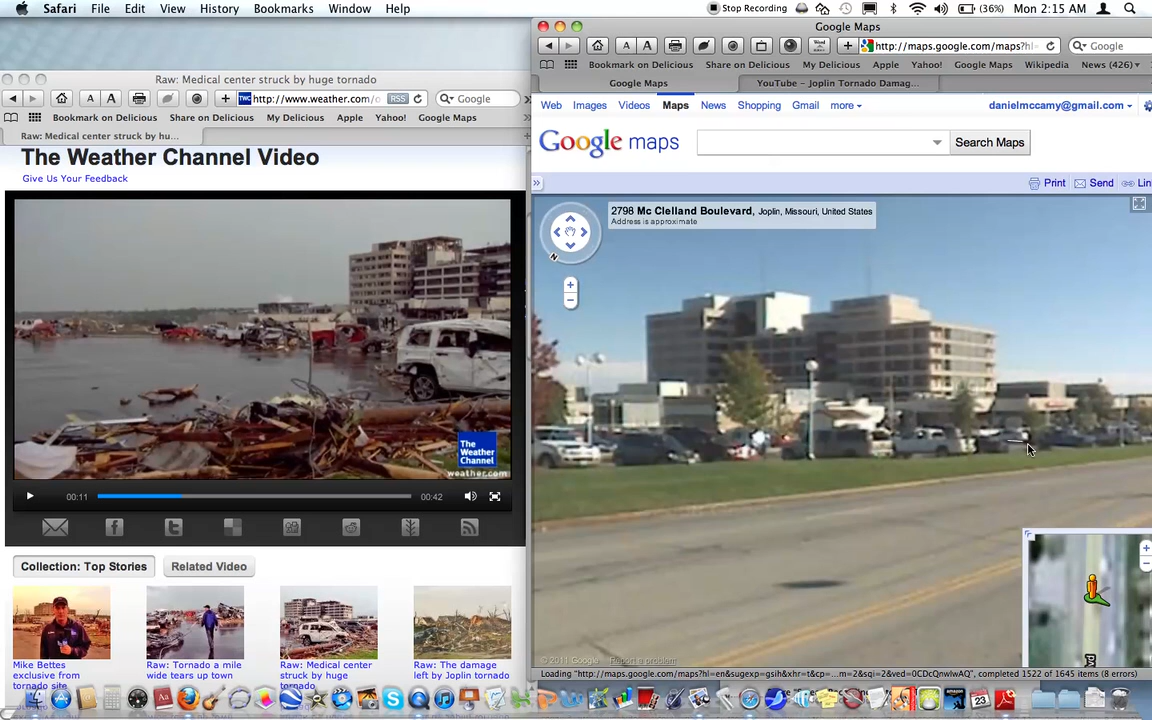 Safari File Edit View History Bookmarks Window Help
Stop Recording (36%) Mon 2:15 AM
Google Maps
http://maps.google.com/maps?hl= Google
Bookmark on Delicious Share on Delicious My Delicious Apple Yahoo! Google Maps Wikipedia News (426)
Google Maps YouTube – Joplin Tornado Damag...
Web Images Videos Maps News Shopping Gmail more danielmccamy@gmail.com
Google maps Search Maps
Print Send Lin
2798 Mc Clelland Boulevard, Joplin, Missouri, United States
Address is approximate
N
© 2011 Google Report a problem
Loading "http://maps.google.com/maps?hl=en&sugexp=gsih&xhr=t&cp=...m=2&sqi=2&ved=0CDcQnwIwAQ", completed 1522 of 1645 items (8 errors)
Raw: Medical center struck by huge tornado
A A http://www.weather.com/ RSS Google
Bookmark on Delicious Share on Delicious My Delicious Apple Yahoo! Google Maps
Raw: Medical center struck by hu...
The Weather Channel Video
Give Us Your Feedback
The
Weather
Channel
weather.com
00:11 00:42
Collection: Top Stories Related Video
Mike Bettes
exclusive from
tornado site
Raw: Tornado a mile
wide tears up town
Raw: Medical center
struck by huge
tornado
Raw: The damage
left by Joplin tornado